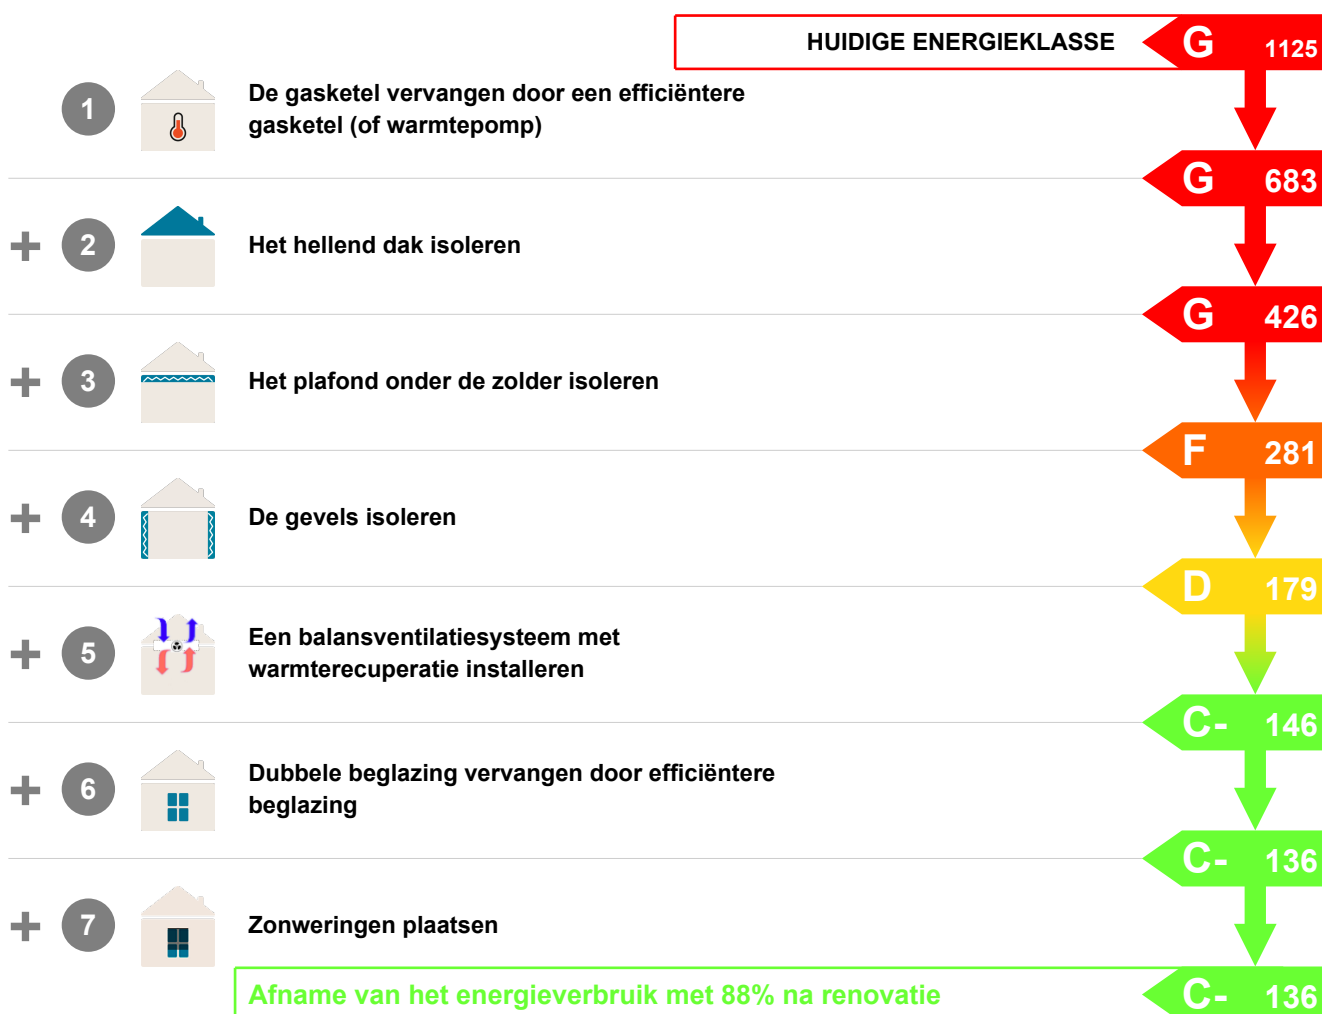 HUIDIGE ENERGIEKLASSE G 1125
1 De gasketel vervangen door een efficiëntere
gasketel (of warmtepomp)
G 683
+ 2 Het hellend dak isoleren
G 426
+ 3 Het plafond onder de zolder isoleren
F 281
+ 4 De gevels isoleren
D 179
+ 5 Een balansventilatiesysteem met
warmterecuperatie installeren
C- 146
+ 6 Dubbele beglazing vervangen door efficiëntere
beglazing
C- 136
+ 7 Zonweringen plaatsen
Afname van het energieverbruik met 88% na renovatie C- 136